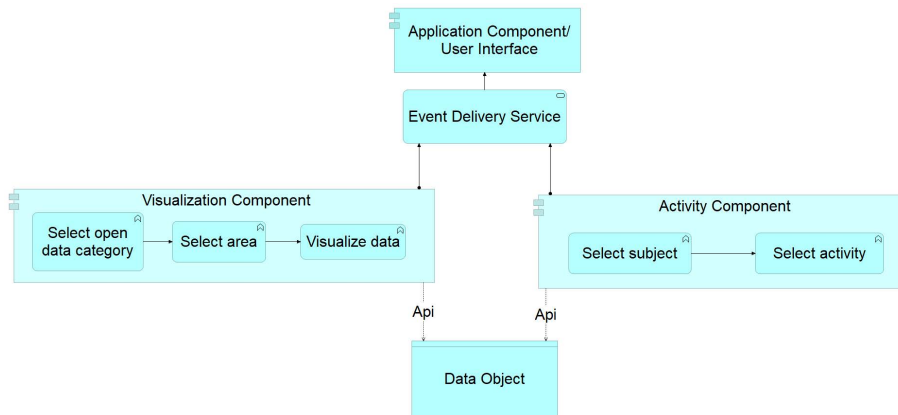 Application Component/
User Interface
Event Delivery Service
Visualization Component
Select open
data category
Select area
Visualize data
Activity Component
Select subject
Select activity
Api
Api
Data Object